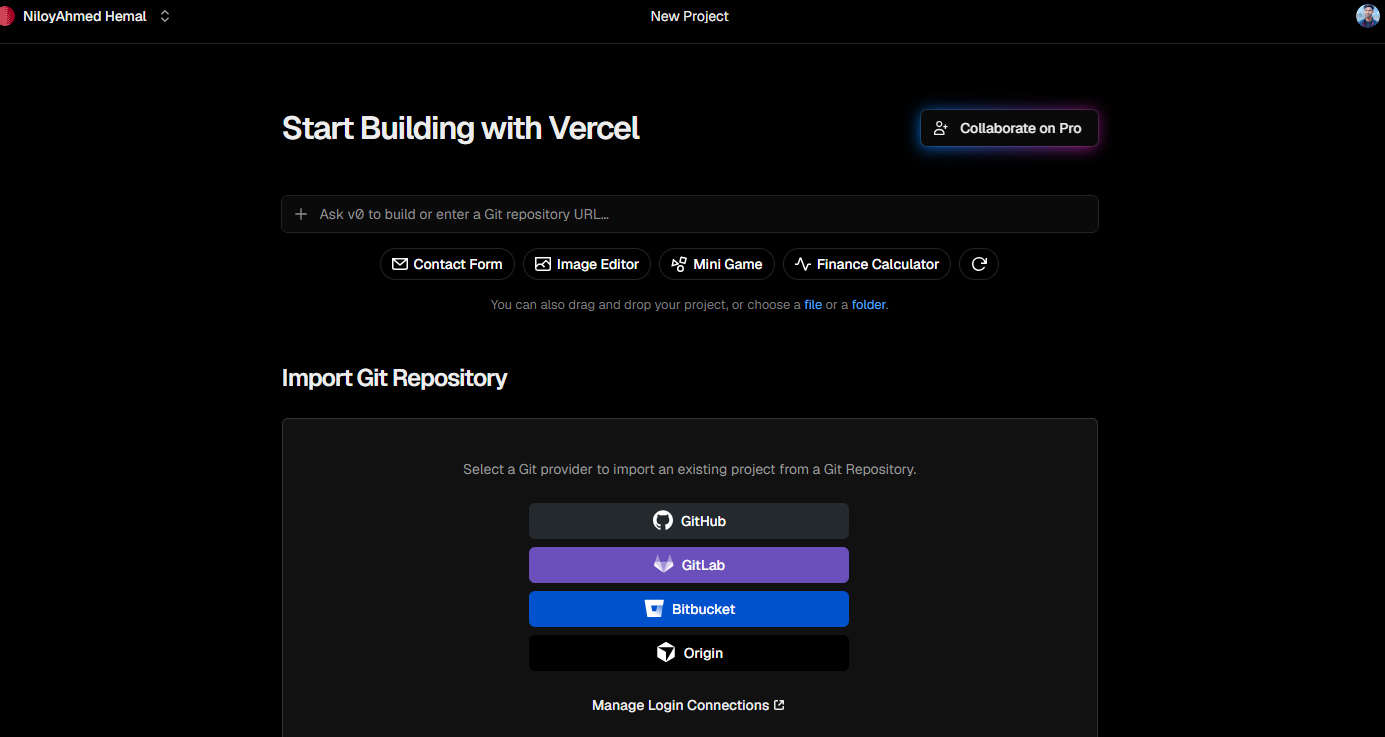 NiloyAhmed Hemal
New Project
Start Building with Vercel
Collaborate on Pro
Ask v0 to build or enter a Git repository URL...
Contact Form
Image Editor
Mini Game
Finance Calculator
You can also drag and drop your project, or choose a file or a folder.
Import Git Repository
Select a Git provider to import an existing project from a Git Repository.
GitHub
GitLab
Bitbucket
Origin
Manage Login Connections